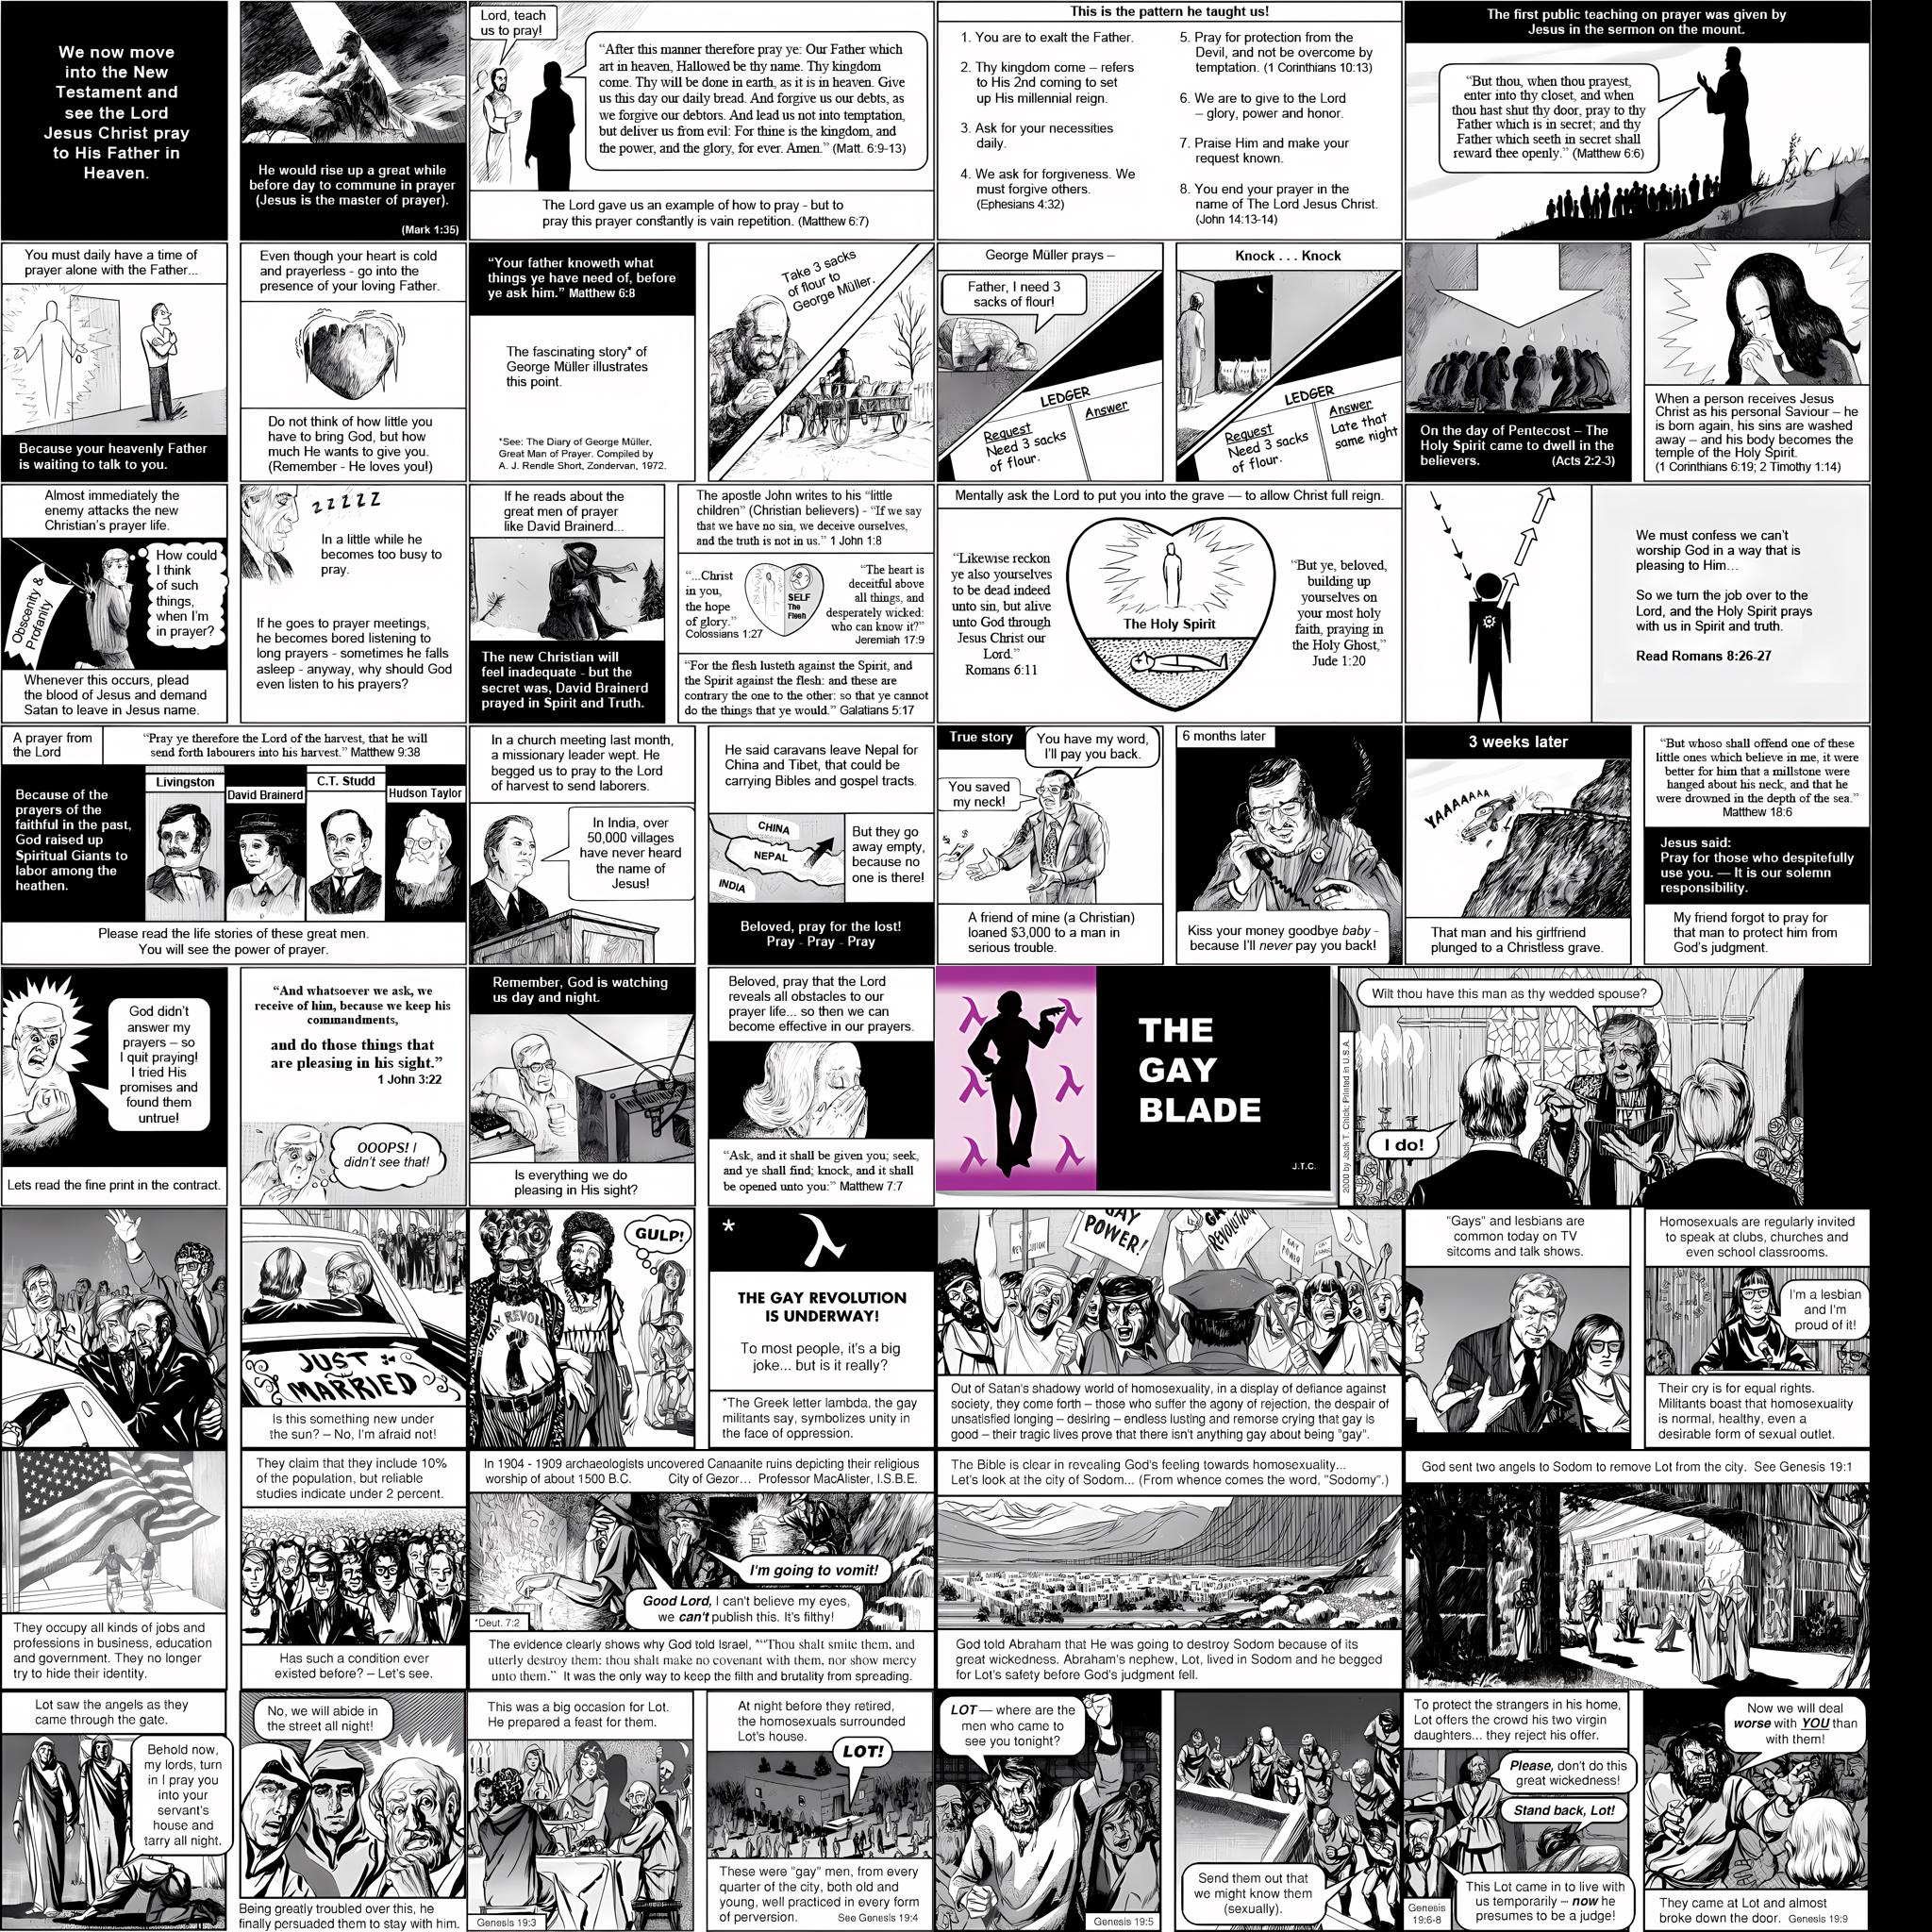 We now move
into the New
Testament and
see the Lord
Jesus Christ pray
to His Father in
Heaven.
He would rise up a great while
before day to commune in prayer
(Jesus is the master of prayer).
(Mark 1:35)
Lord, teach
us to pray!
“After this manner therefore pray ye: Our Father which
art in heaven, Hallowed be thy name. Thy kingdom
come. Thy will be done in earth, as it is in heaven. Give
us this day our daily bread. And forgive us our debts, as
we forgive our debtors. And lead us not into temptation,
but deliver us from evil: For thine is the kingdom, and
the power, and the glory, for ever. Amen.” (Matt. 6:9-13)
The Lord gave us an example of how to pray - but to
pray this prayer constantly is vain repetition. (Matthew 6:7)
This is the pattern he taught us!
1. You are to exalt the Father.
2. Thy kingdom come – refers
to His 2nd coming to set
up His millennial reign.
3. Ask for your necessities
daily.
4. We ask for forgiveness. We
must forgive others.
(Ephesians 4:32)
5. Pray for protection from the
Devil, and not be overcome by
temptation. (1 Corinthians 10:13)
6. We are to give to the Lord
– glory, power and honor.
7. Praise Him and make your
request known.
8. You end your prayer in the
name of The Lord Jesus Christ.
(John 14:13-14)
The first public teaching on prayer was given by
Jesus in the sermon on the mount.
“But thou, when thou prayest,
enter into thy closet, and when
thou hast shut thy door, pray to thy
Father which is in secret; and thy
Father which seeth in secret shall
reward thee openly.” (Matthew 6:6)
You must daily have a time of
prayer alone with the Father...
Because your heavenly Father
is waiting to talk to you.
Even though your heart is cold
and prayerless - go into the
presence of your loving Father.
Do not think of how little you
have to bring God, but how
much He wants to give you.
(Remember - He loves you!)
“Your father knoweth what
things ye have need of, before
ye ask him.” Matthew 6:8
The fascinating story* of
George Müller illustrates
this point.
*See: The Diary of George Müller,
Great Man of Prayer. Compiled by
A. J. Rendle Short, Zondervan, 1972.
Take 3 sacks
of flour to
George Müller.
George Müller prays –
Father, I need 3
sacks of flour!
LEDGER
Request
Need 3 sacks
of flour.
Answer
Knock . . . Knock
LEDGER
Request
Need 3 sacks
of flour.
Answer
Late that
same night
On the day of Pentecost – The
Holy Spirit came to dwell in the
believers. (Acts 2:2-3)
When a person receives Jesus
Christ as his personal Saviour – he
is born again, his sins are washed
away – and his body becomes the
temple of the Holy Spirit.
(1 Corinthians 6:19; 2 Timothy 1:14)
Almost immediately the
enemy attacks the new
Christian's prayer life.
Obscenity &
Profanity
How could
I think
of such
things,
when I'm
in prayer?
Whenever this occurs, plead
the blood of Jesus and demand
Satan to leave in Jesus name.
z z z z z
In a little while he
becomes too busy to
pray.
If he goes to prayer meetings,
he becomes bored listening to
long prayers - sometimes he falls
asleep - anyway, why should God
even listen to his prayers?
If he reads about the
great men of prayer
like David Brainerd...
The new Christian will
feel inadequate - but the
secret was, David Brainerd
prayed in Spirit and Truth.
The apostle John writes to his “little
children” (Christian believers) - “If we say
that we have no sin, we deceive ourselves,
and the truth is not in us.” 1 John 1:8
“...Christ
in you,
the hope
of glory.”
Colossians 1:27
SELF
The
Flesh
“The heart is
deceitful above
all things, and
desperately wicked:
who can know it?”
Jeremiah 17:9
“For the flesh lusteth against the Spirit, and
the Spirit against the flesh: and these are
contrary the one to the other: so that ye cannot
do the things that ye would.” Galatians 5:17
Mentally ask the Lord to put you into the grave — to allow Christ full reign.
“Likewise reckon
ye also yourselves
to be dead indeed
unto sin, but alive
unto God through
Jesus Christ our
Lord.”
Romans 6:11
The Holy Spirit
“But ye, beloved,
building up
yourselves on
your most holy
faith, praying in
the Holy Ghost,”
Jude 1:20
We must confess we can't
worship God in a way that is
pleasing to Him…
So we turn the job over to the
Lord, and the Holy Spirit prays
with us in Spirit and truth.
Read Romans 8:26-27
A prayer from
the Lord
“Pray ye therefore the Lord of the harvest, that he will
send forth labourers into his harvest.” Matthew 9:38
Because of the
prayers of the
faithful in the past,
God raised up
Spiritual Giants to
labor among the
heathen.
Livingston
David Brainerd
C.T. Studd
Hudson Taylor
Please read the life stories of these great men.
You will see the power of prayer.
In a church meeting last month,
a missionary leader wept. He
begged us to pray to the Lord
of harvest to send laborers.
In India, over
50,000 villages
have never heard
the name of
Jesus!
He said caravans leave Nepal for
China and Tibet, that could be
carrying Bibles and gospel tracts.
CHINA
NEPAL
INDIA
But they go
away empty,
because no
one is there!
Beloved, pray for the lost!
Pray - Pray - Pray
True story
You have my word,
I'll pay you back.
You saved
my neck!
A friend of mine (a Christian)
loaned $3,000 to a man in
serious trouble.
6 months later
Kiss your money goodbye baby -
because I'll never pay you back!
3 weeks later
YAAAAAAA
That man and his girlfriend
plunged to a Christless grave.
“But whoso shall offend one of these
little ones which believe in me, it were
better for him that a millstone were
hanged about his neck, and that he
were drowned in the depth of the sea.”
Matthew 18:6
Jesus said:
Pray for those who despitefully
use you. — It is our solemn
responsibility.
My friend forgot to pray for
that man to protect him from
God's judgment.
God didn't
answer my
prayers – so
I quit praying!
I tried His
promises and
found them
untrue!
Lets read the fine print in the contract.
“And whatsoever we ask, we
receive of him, because we keep his
commandments,
and do those things that
are pleasing in his sight.”
1 John 3:22
OOOPS! I
didn't see that!
Remember, God is watching
us day and night.
Is everything we do
pleasing in His sight?
Beloved, pray that the Lord
reveals all obstacles to our
prayer life... so then we can
become effective in our prayers.
“Ask, and it shall be given you; seek,
and ye shall find; knock, and it shall
be opened unto you:” Matthew 7:7
λ λ
λ λ
λ λ
THE
GAY
BLADE
J.T.C.
2000 by Jack T. Chick. Printed in U.S.A.
Wilt thou have this man as thy wedded spouse?
I do!
JUST
MARRIED
Is this something new under
the sun? – No, I'm afraid not!
GAY REVOL
GULP!
* λ
THE GAY REVOLUTION
IS UNDERWAY!
To most people, it's a big
joke... but is it really?
*The Greek letter lambda, the gay
militants say, symbolizes unity in
the face of oppression.
GAY
POWER!
GAY
REVOLUTION
GAY
POWER
λ
Out of Satan's shadowy world of homosexuality, in a display of defiance against
society, they come forth – those who suffer the agony of rejection, the despair of
unsatisfied longing – desiring – endless lusting and remorse crying that gay is
good – their tragic lives prove that there isn't anything gay about being "gay".
"Gays" and lesbians are
common today on TV
sitcoms and talk shows.
Homosexuals are regularly invited
to speak at clubs, churches and
even school classrooms.
I'm a lesbian
and I'm
proud of it!
Their cry is for equal rights.
Militants boast that homosexuality
is normal, healthy, even a
desirable form of sexual outlet.
They occupy all kinds of jobs and
professions in business, education
and government. They no longer
try to hide their identity.
They claim that they include 10%
of the population, but reliable
studies indicate under 2 percent.
Has such a condition ever
existed before? – Let's see.
In 1904 - 1909 archaeologists uncovered Canaanite ruins depicting their religious
worship of about 1500 B.C. City of Gezor… Professor MacAlister, I.S.B.E.
I'm going to vomit!
Good Lord, I can't believe my eyes,
we can't publish this. It's filthy!
*Deut. 7:2
The evidence clearly shows why God told Israel, *“Thou shalt smite them, and
utterly destroy them: thou shalt make no covenant with them, nor show mercy
unto them.” It was the only way to keep the filth and brutality from spreading.
The Bible is clear in revealing God's feeling towards homosexuality...
Let's look at the city of Sodom... (From whence comes the word, "Sodomy".)
God told Abraham that He was going to destroy Sodom because of its
great wickedness. Abraham's nephew, Lot, lived in Sodom and he begged
for Lot's safety before God's judgment fell.
God sent two angels to Sodom to remove Lot from the city. See Genesis 19:1
Lot saw the angels as they
came through the gate.
Behold now,
my lords, turn
in I pray you
into your
servant's
house and
tarry all night.
No, we will abide in
the street all night!
Being greatly troubled over this, he
finally persuaded them to stay with him.
This was a big occasion for Lot.
He prepared a feast for them.
Genesis 19:3
At night before they retired,
the homosexuals surrounded
Lot's house.
LOT!
These were "gay" men, from every
quarter of the city, both old and
young, well practiced in every form
of perversion. See Genesis 19:4
LOT — where are the
men who came to
see you tonight?
Genesis 19:5
Send them out that
we might know them
(sexually).
To protect the strangers in his home,
Lot offers the crowd his two virgin
daughters... they reject his offer.
Please, don't do this
great wickedness!
Stand back, Lot!
Genesis
19:6-8
This Lot came in to live with
us temporarily – now he
presumes to be a judge!
Now we will deal
worse with YOU than
with them!
They came at Lot and almost
broke down the door. Genesis 19:9